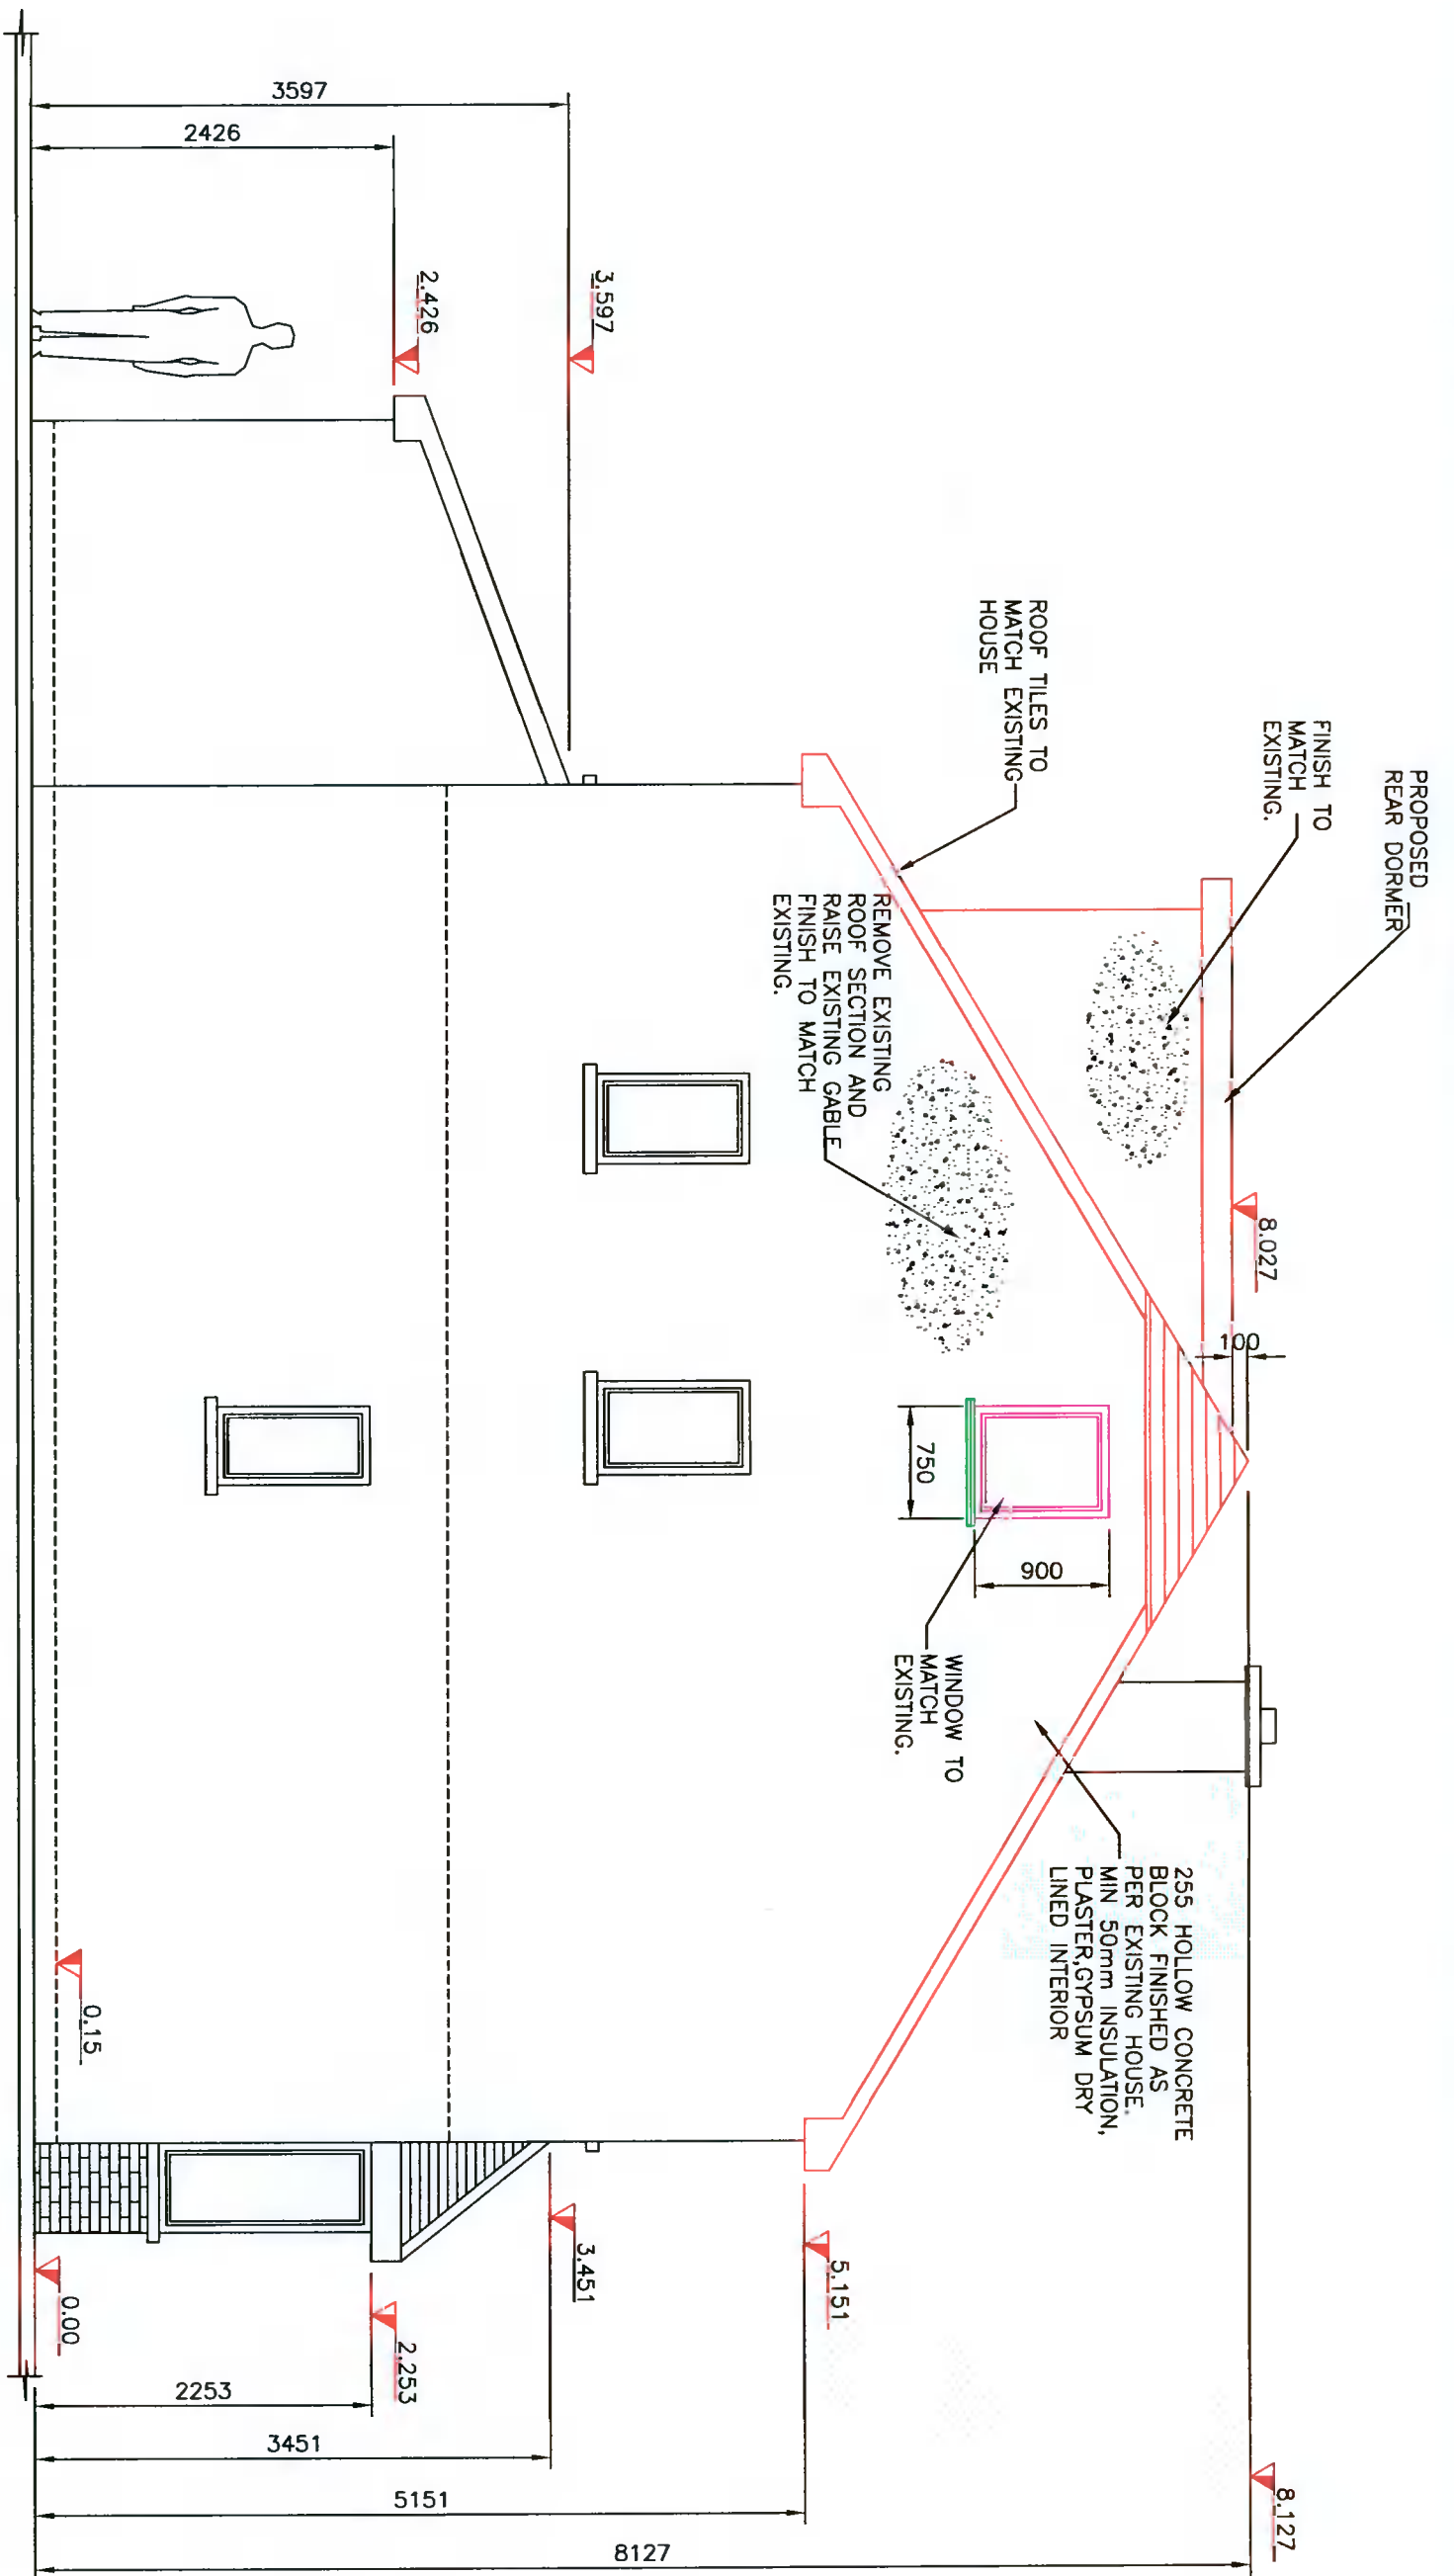 PROPOSED
REAR DORMER
FINISH TO
MATCH
EXISTING.
ROOF TILES TO
MATCH EXISTING
HOUSE
REMOVE EXISTING
ROOF SECTION AND
RAISE EXISTING GABLE
FINISH TO MATCH
EXISTING.
WINDOW TO
MATCH
EXISTING.
255 HOLLOW CONCRETE
BLOCK FINISHED AS
PER EXISTING HOUSE.
MIN 50mm INSULATION,
PLASTER,GYPSUM DRY
LINED INTERIOR
8.027
100
8.127
750
900
3.597
2.426
3597
2426
5.151
3.451
2.253
0.15
0.00
2253
3451
5151
8127